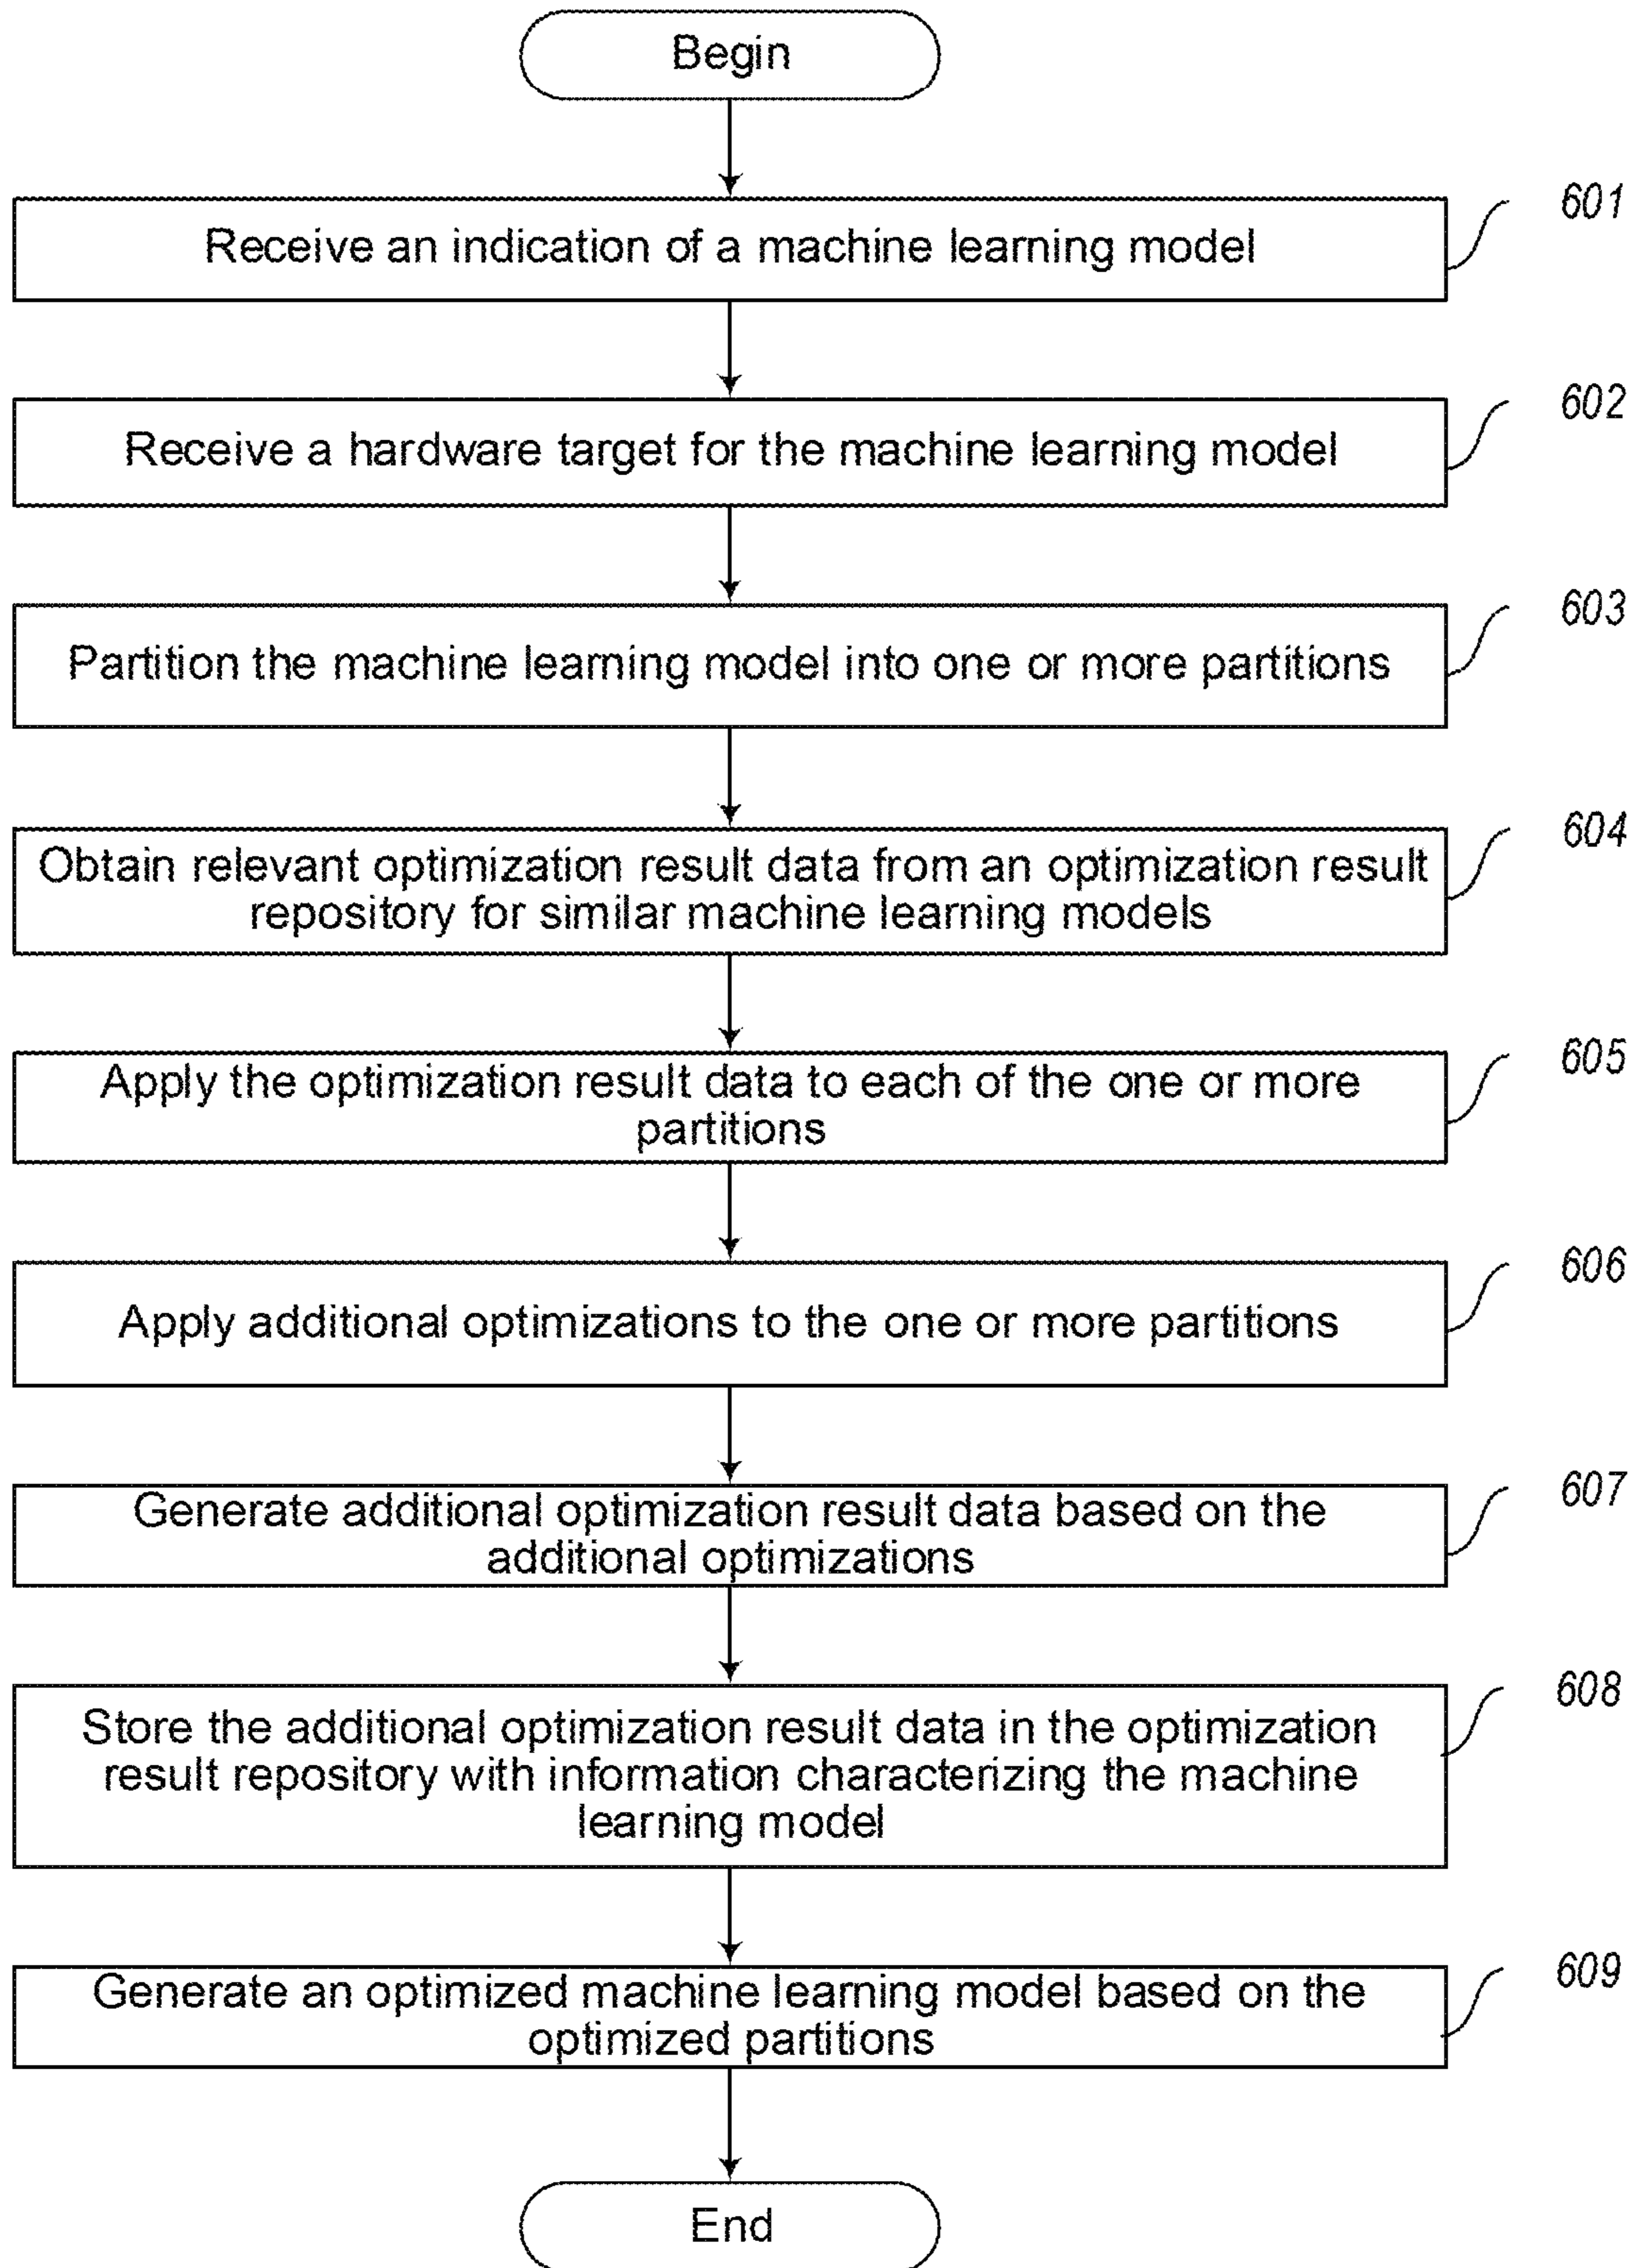 Begin
601
Receive an indication of a machine learning model
602
Receive a hardware target for the machine learning model
603
Partition the machine learning model into one or more partitions
604
Obtain relevant optimization result data from an optimization result
repository for similar machine learning models
605
Apply the optimization result data to each of the one or more
partitions
606
Apply additional optimizations to the one or more partitions
607
Generate additional optimization result data based on the
additional optimizations
608
Store the additional optimization result data in the optimization
result repository with information characterizing the machine
learning model
609
Generate an optimized machine learning model based on the
optimized partitions
End